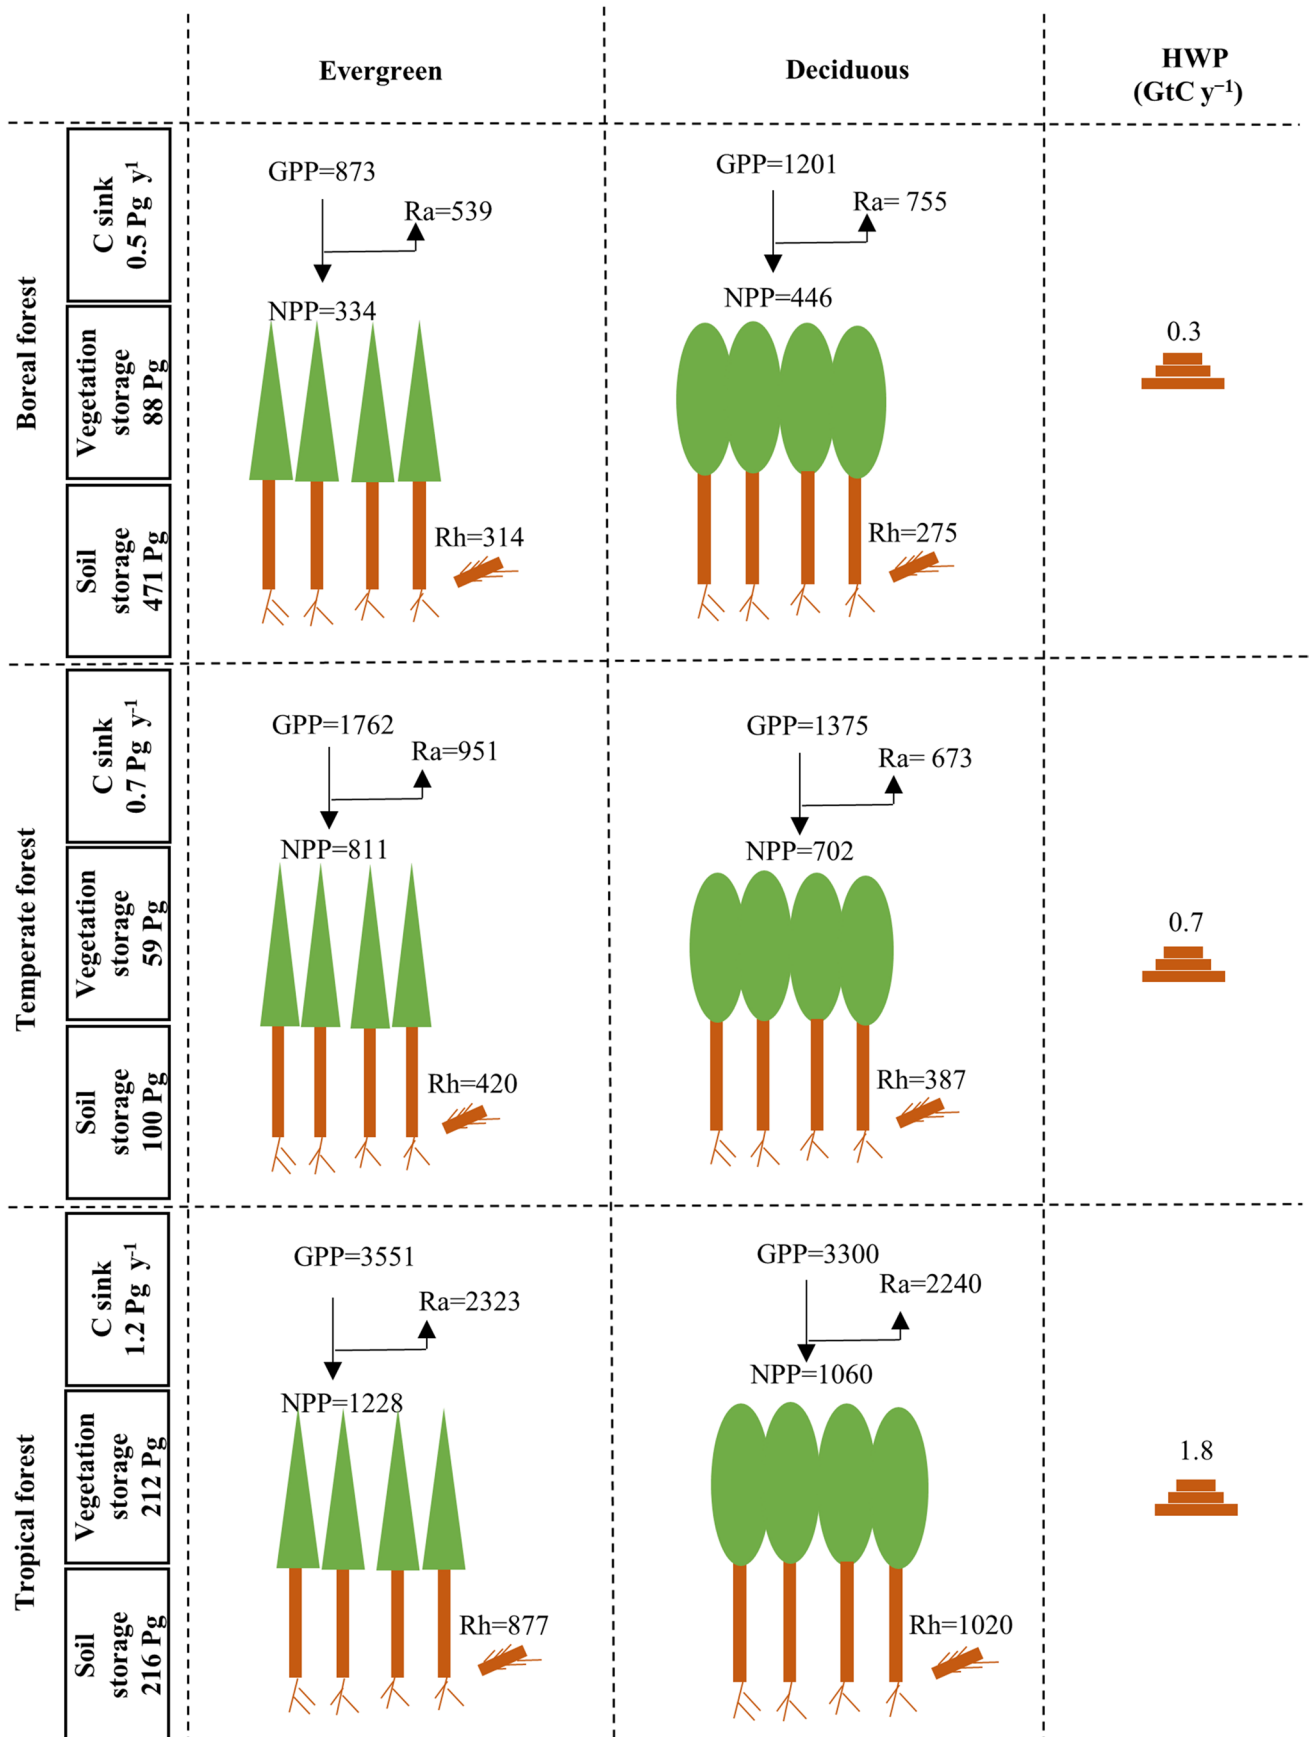 Evergreen
Deciduous
HWP
(GtC y⁻¹)
Boreal forest
C sink
0.5 Pg y¹
Vegetation
storage
88 Pg
Soil
storage
471 Pg
GPP=873
Ra=539
NPP=334
Rh=314
GPP=1201
Ra= 755
NPP=446
Rh=275
0.3
Temperate forest
C sink
0.7 Pg y⁻¹
Vegetation
storage
59 Pg
Soil
storage
100 Pg
GPP=1762
Ra=951
NPP=811
Rh=420
GPP=1375
Ra= 673
NPP=702
Rh=387
0.7
Tropical forest
C sink
1.2 Pg y⁻¹
Vegetation
storage
212 Pg
Soil
storage
216 Pg
GPP=3551
Ra=2323
NPP=1228
Rh=877
GPP=3300
Ra=2240
NPP=1060
Rh=1020
1.8